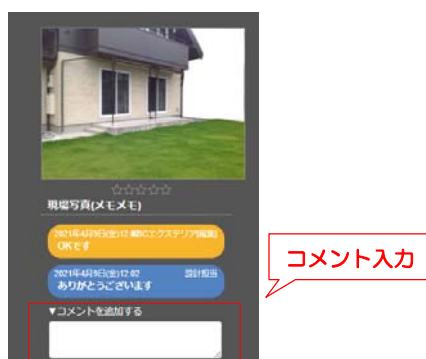 ☆☆☆☆☆
現場写真(メモメモ)
2021年4月9日(金)12:
OKです
2021年4月9日(金)12:02 設計担当
ありがとうございます
▼コメントを追加する
コメント入力